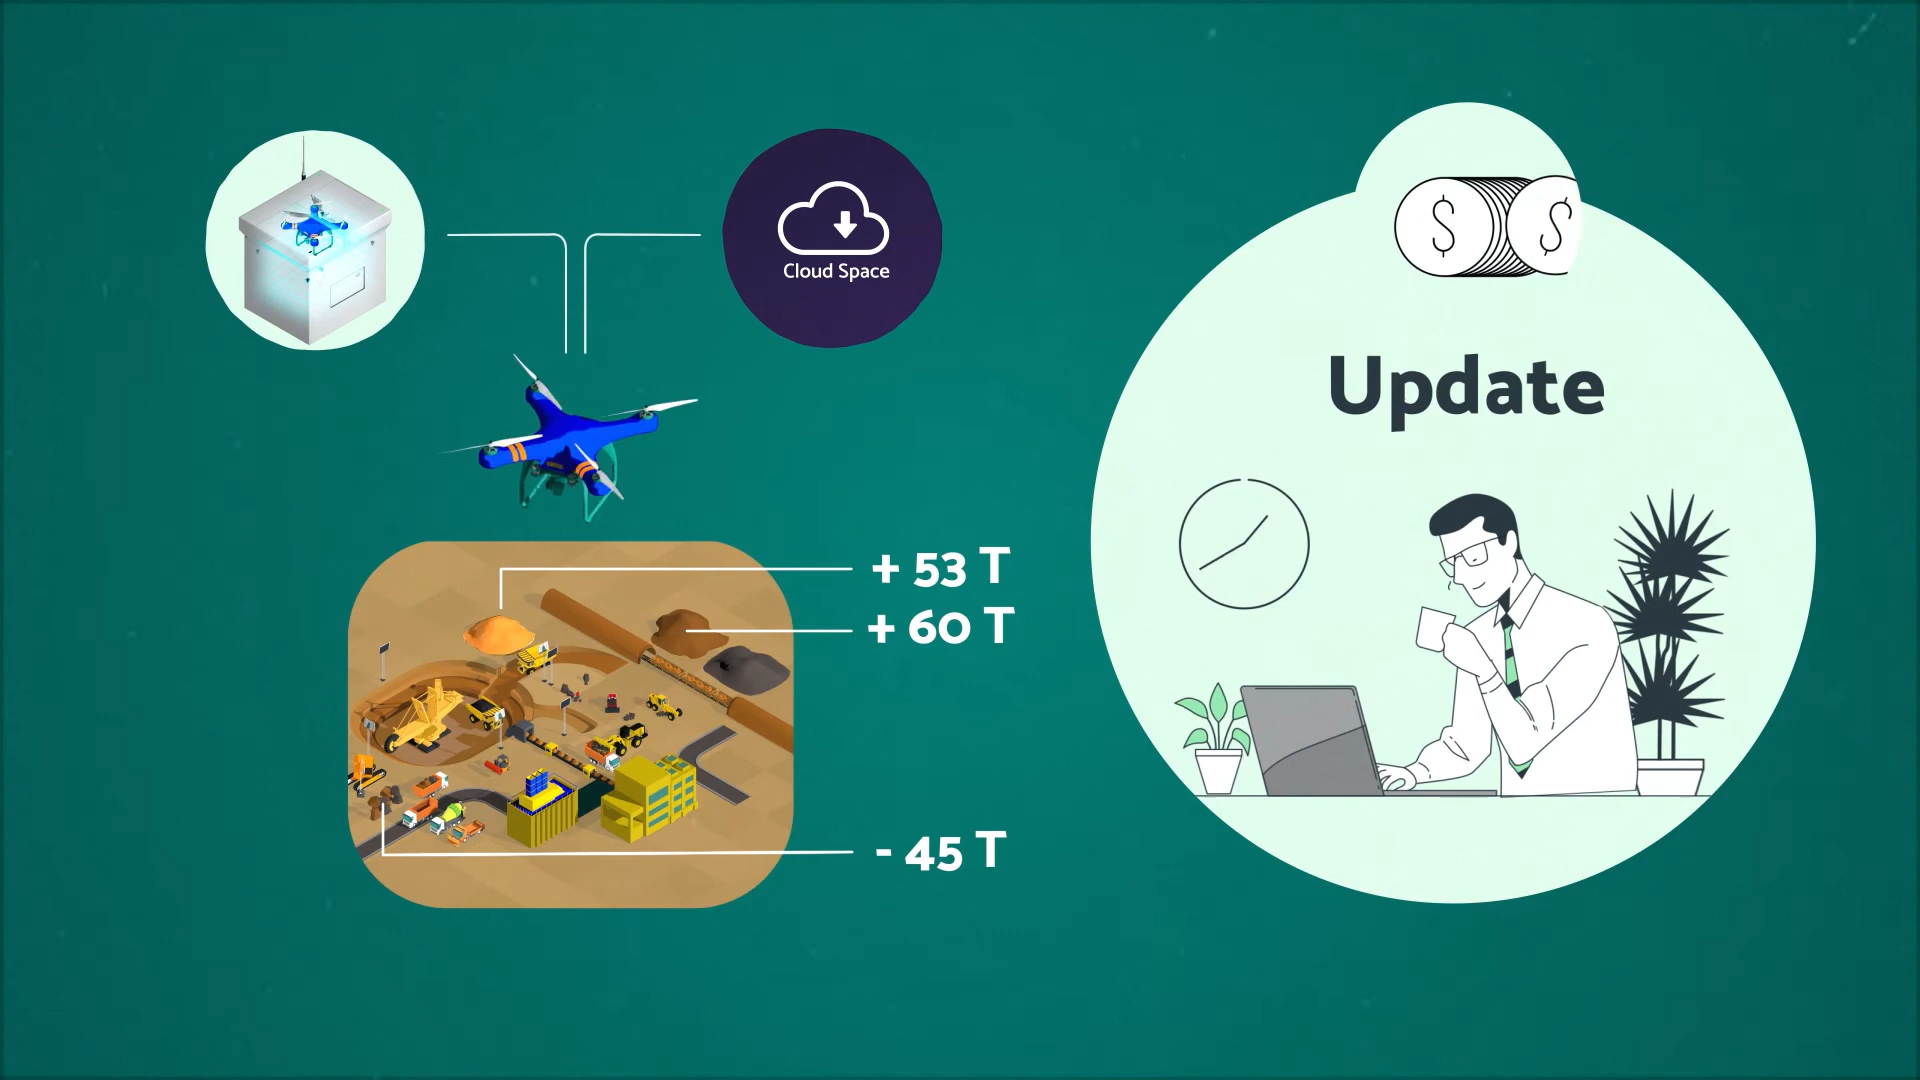 Cloud Space
+ 53 T
+ 60 T
- 45 T
$ $
Update